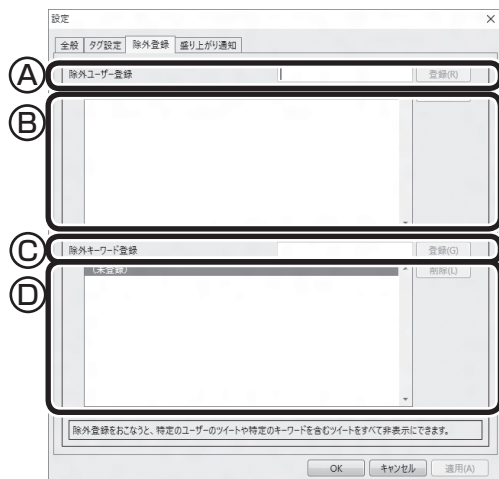 設定 ×
全般 タグ設定 除外登録 盛り上がり通知
Ⓐ 除外ユーザー登録 登録(R)
Ⓑ
Ⓒ 除外キーワード登録 登録(G)
Ⓓ (未登録) 削除(L)
除外登録をおこなうと、特定のユーザーのツイートや特定のキーワードを含むツイートをすべて非表示にできます。
OK キャンセル 適用(A)